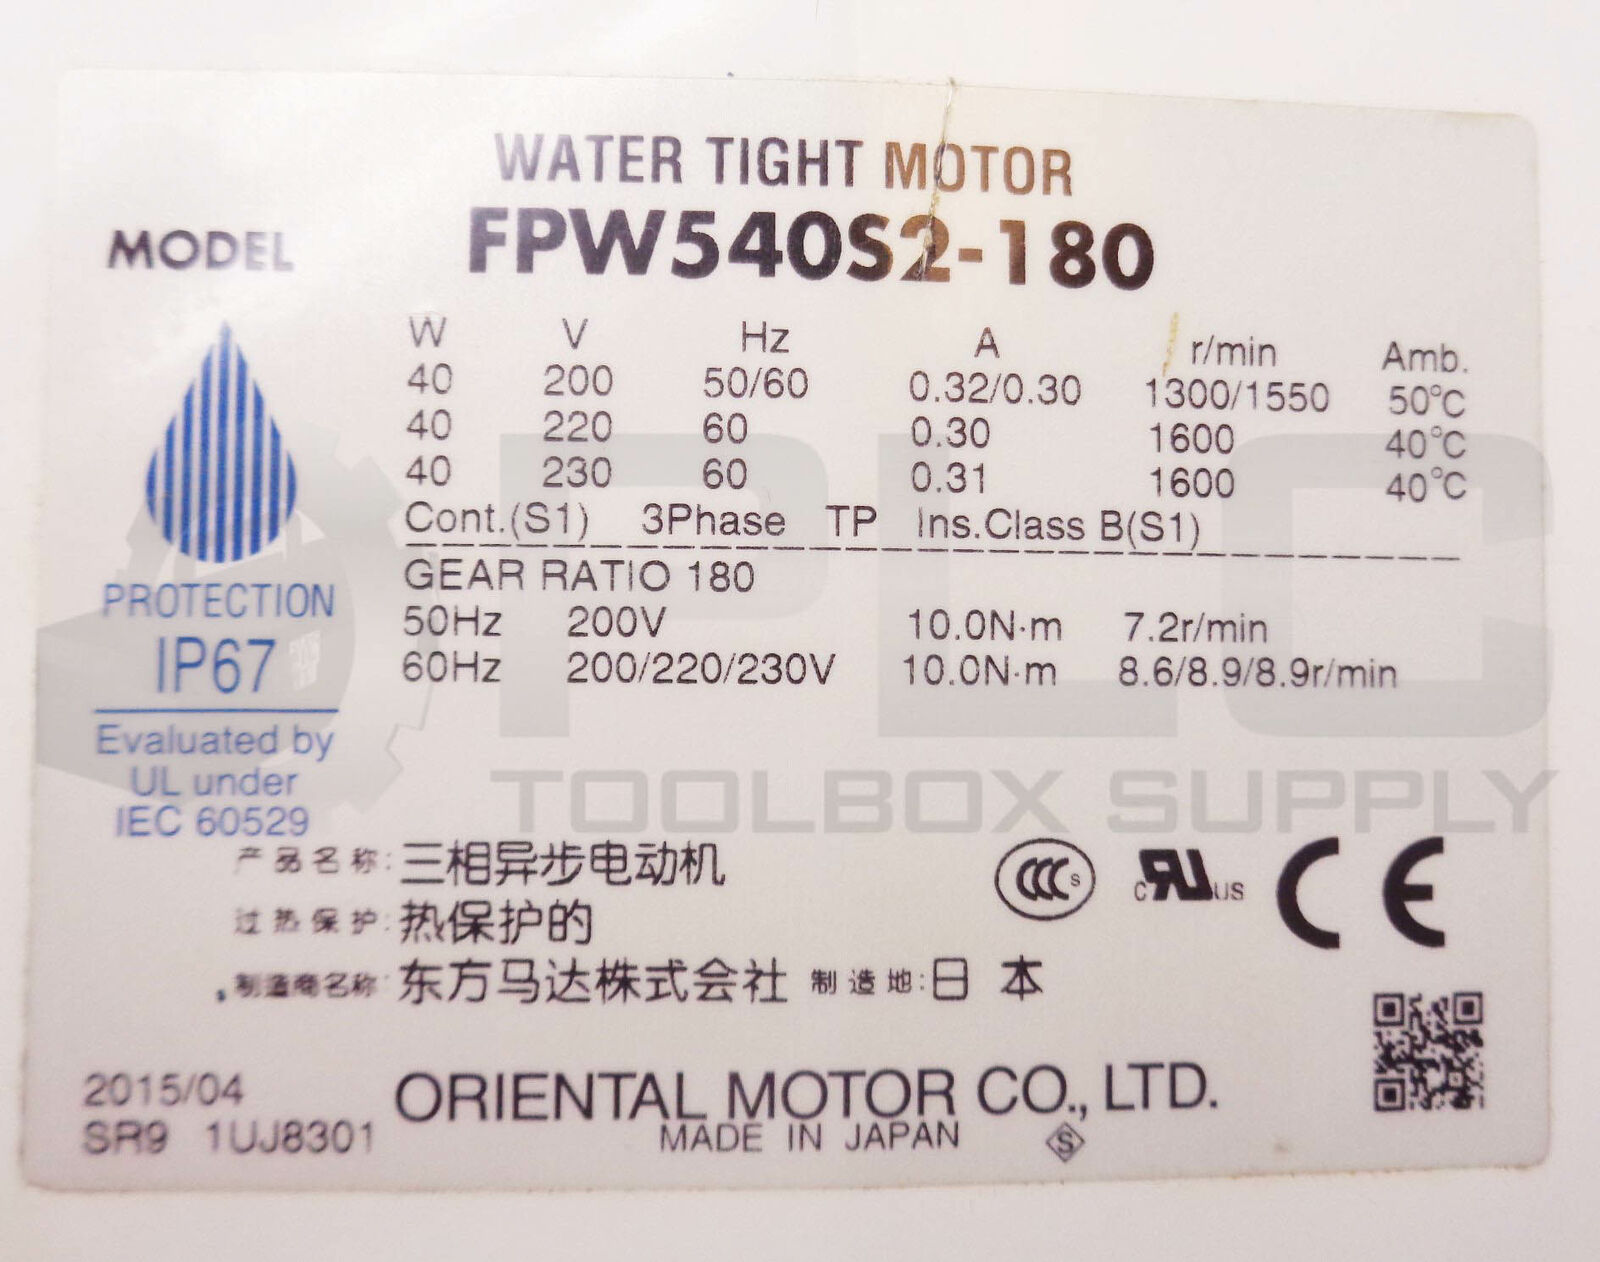 WATER TIGHT MOTOR
MODEL FPW540S2-180
W V Hz A r/min Amb.
40 200 50/60 0.32/0.30 1300/1550 50°C
40 220 60 0.30 1600 40°C
40 230 60 0.31 1600 40°C
Cont.(S1) 3Phase TP Ins.Class B(S1)
GEAR RATIO 180
50Hz 200V 10.0N·m 7.2r/min
60Hz 200/220/230V 10.0N·m 8.6/8.9/8.9r/min
PROTECTION
IP67
Evaluated by
UL under
IEC 60529
PLC
TOOLBOX SUPPLY
产品名称:三相异步电动机
过热保护:热保护的
制造商名称:东方马达株式会社 制造地:日本
CCC S
c RU US
CE
2015/04
SR9 1UJ8301
ORIENTAL MOTOR CO., LTD.
MADE IN JAPAN S